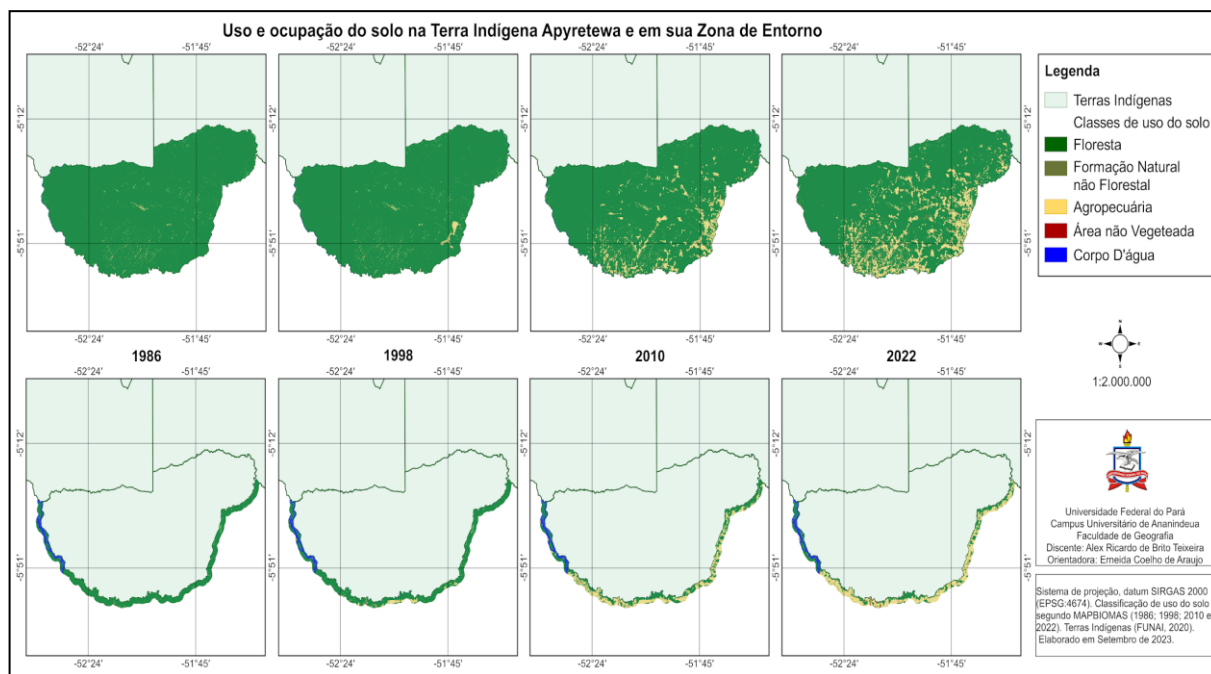 Uso e ocupação do solo na Terra Indígena Apyretewa e em sua Zona de Entorno
-52°24' -51°45' -52°24' -51°45' -52°24' -51°45' -52°24' -51°45'
-5°12' -5°12'
-5°51' -5°51'
-52°24' -51°45' -52°24' -51°45' -52°24' -51°45' -52°24' -51°45'
1986 1998 2010 2022
-52°24' -51°45' -52°24' -51°45' -52°24' -51°45' -52°24' -51°45'
-5°12' -5°12'
-5°51' -5°51'
-52°24' -51°45' -52°24' -51°45' -52°24' -51°45' -52°24' -51°45'
Legenda
Terras Indígenas
Classes de uso do solo
Floresta
Formação Natural
não Florestal
Agropecuária
Área não Vegeteada
Corpo D'água
N
W E
S
1:2.000.000
Universidade Federal do Pará
Campus Universitário de Ananindeua
Faculdade de Geografia
Discente: Alex Ricardo de Brito Teixeira
Orientadora: Emeida Coelho de Araujo
Sistema de projeção, datum SIRGAS 2000
(EPSG:4674). Classificação de uso do solo
segundo MAPBIOMAS (1986; 1998; 2010 e
2022). Terras Indígenas (FUNAI, 2020).
Elaborado em Setembro de 2023.